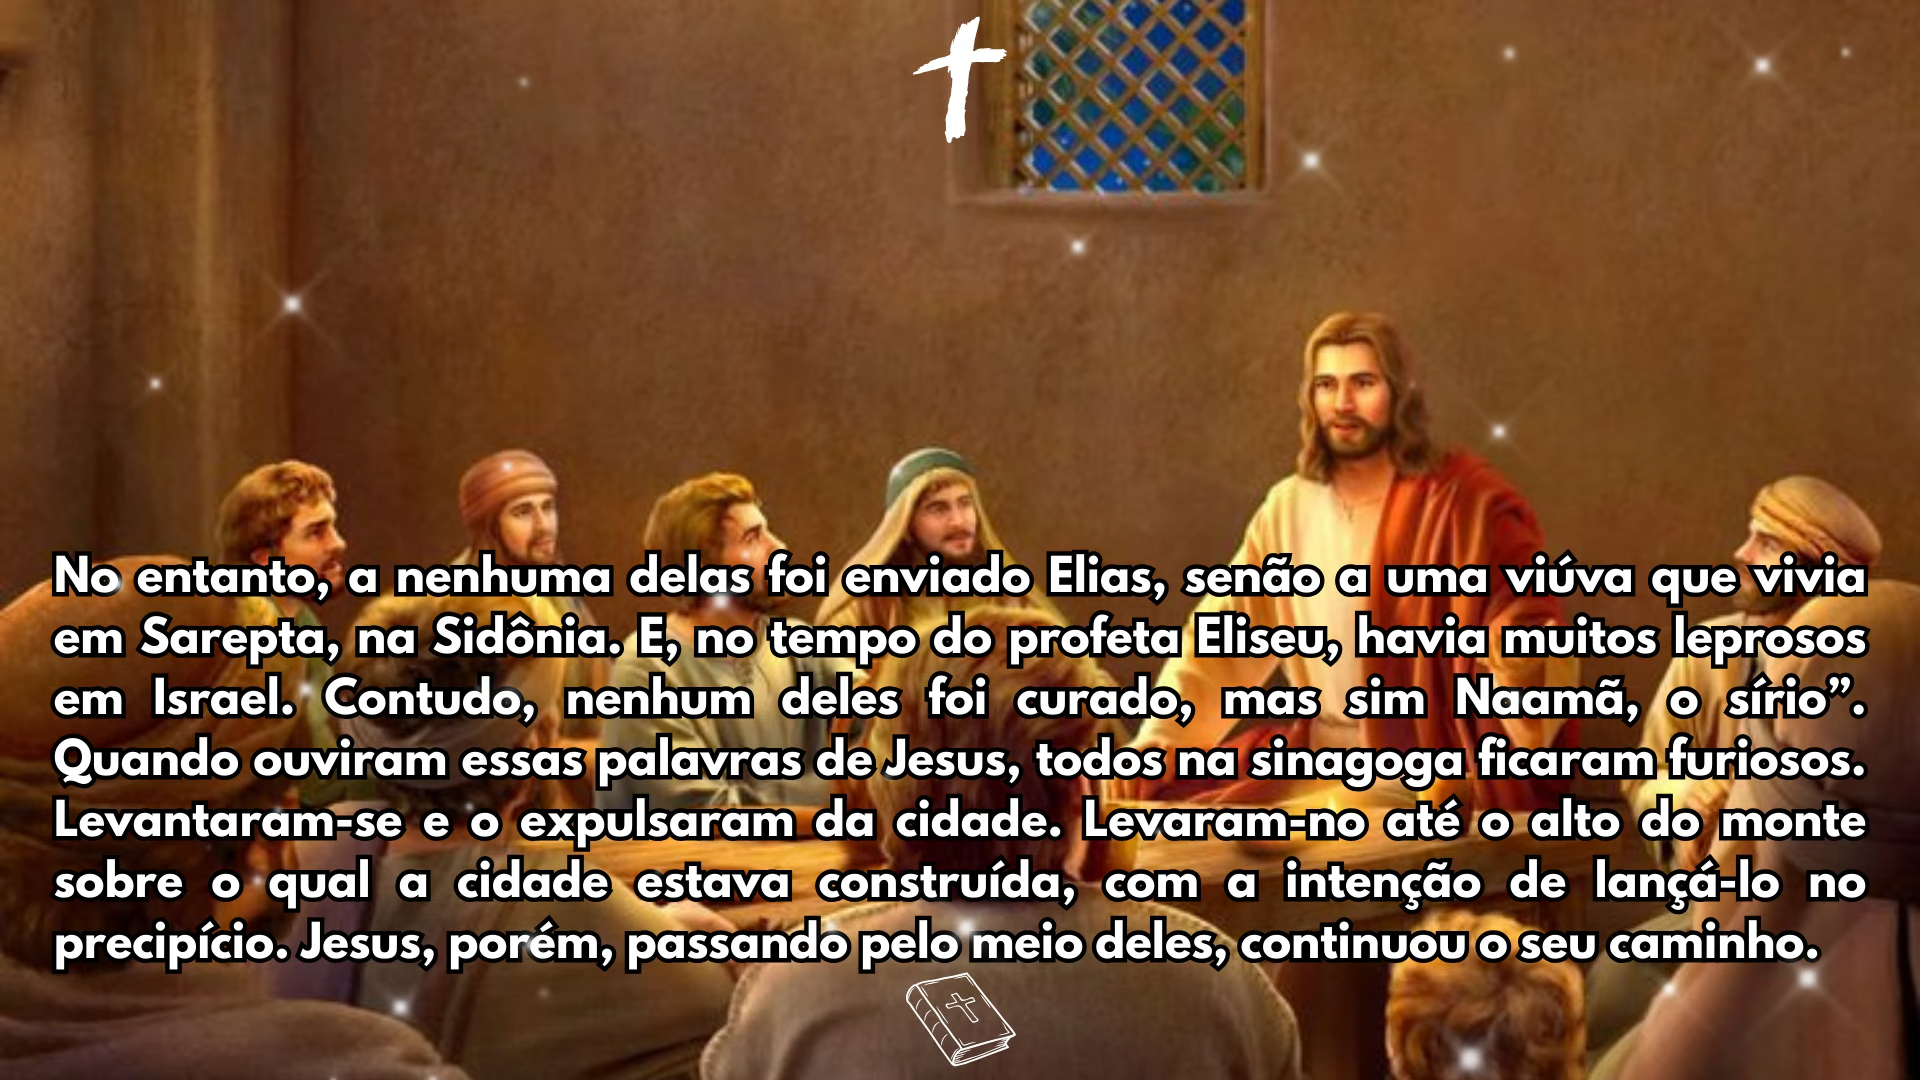 No entanto, a nenhuma delas foi enviado Elias, senão a uma viúva que vivia
em Sarepta, na Sidônia. E, no tempo do profeta Eliseu, havia muitos leprosos
em Israel. Contudo, nenhum deles foi curado, mas sim Naamã, o sírio”.
Quando ouviram essas palavras de Jesus, todos na sinagoga ficaram furiosos.
Levantaram-se e o expulsaram da cidade. Levaram-no até o alto do monte
sobre o qual a cidade estava construída, com a intenção de lançá-lo no
precipício. Jesus, porém, passando pelo meio deles, continuou o seu caminho.